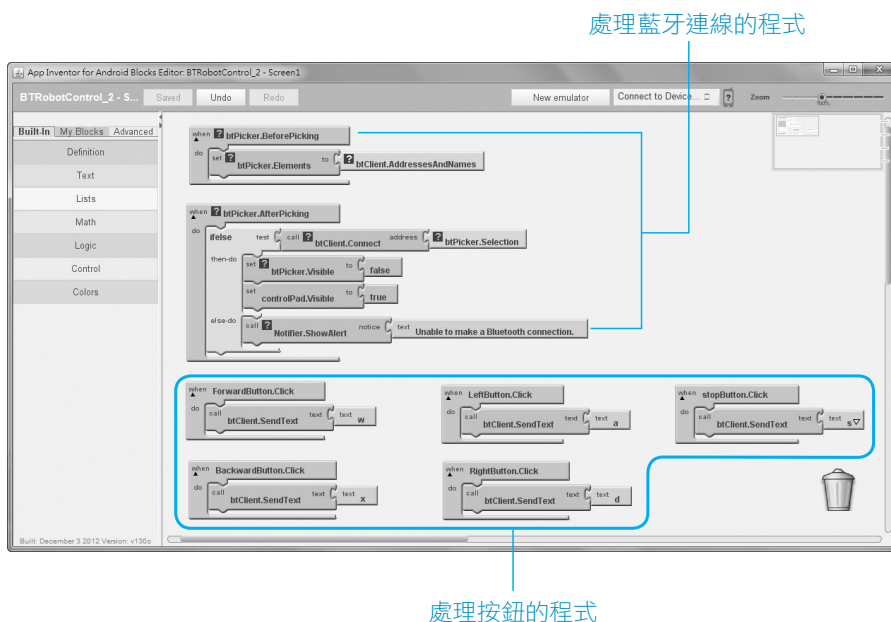 處理藍牙連線的程式
App Inventor for Android Blocks Editor: BTRobotControl_2 - Screen1
BTRobotControl_2 - S... Saved Undo Redo New emulator Connect to Device... ? Zoom
100%
Built-In My Blocks Advanced
Definition
Text
Lists
Math
Logic
Control
Colors
when ? btPicker.BeforePicking
do set ? btPicker.Elements to ? btClient.AddressesAndNames
when ? btPicker.AfterPicking
do ifelse test call ? btClient.Connect address ? btPicker.Selection
then-do set ? btPicker.Visible to false
set controlPad.Visible to true
else-do call ? Notifier.ShowAlert notice text Unable to make a Bluetooth connection.
when ForwardButton.Click
do call btClient.SendText text text w
when LeftButton.Click
do call btClient.SendText text text a
when stopButton.Click
do call btClient.SendText text text s
when BackwardButton.Click
do call btClient.SendText text text x
when RightButton.Click
do call btClient.SendText text text d
Built: December 3 2012 Version: v130c
處理按鈕的程式